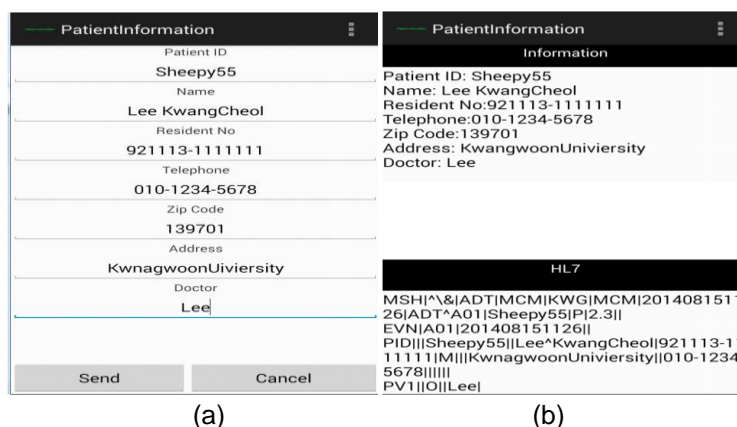 PatientInformation
Patient ID
Sheepy55
Name
Lee KwangCheol
Resident No
921113-1111111
Telephone
010-1234-5678
Zip Code
139701
Address
KwnagwoonUiviersity
Doctor
Lee
Send Cancel
(a)
PatientInformation
Information
Patient ID: Sheepy55
Name: Lee KwangCheol
Resident No:921113-1111111
Telephone:010-1234-5678
Zip Code:139701
Address: KwangwoonUniviersity
Doctor: Lee
HL7
MSH|^\&|ADT|MCM|KWG|MCM|2014081511
26|ADT^A01|Sheepy55|P|2.3||
EVN|A01|201408151126||
PID|||Sheepy55||Lee^KwangCheol|921113-1
11111|M|||KwnagwoonUniviersity||010-1234
5678||||||
PV1||O||Lee|
(b)